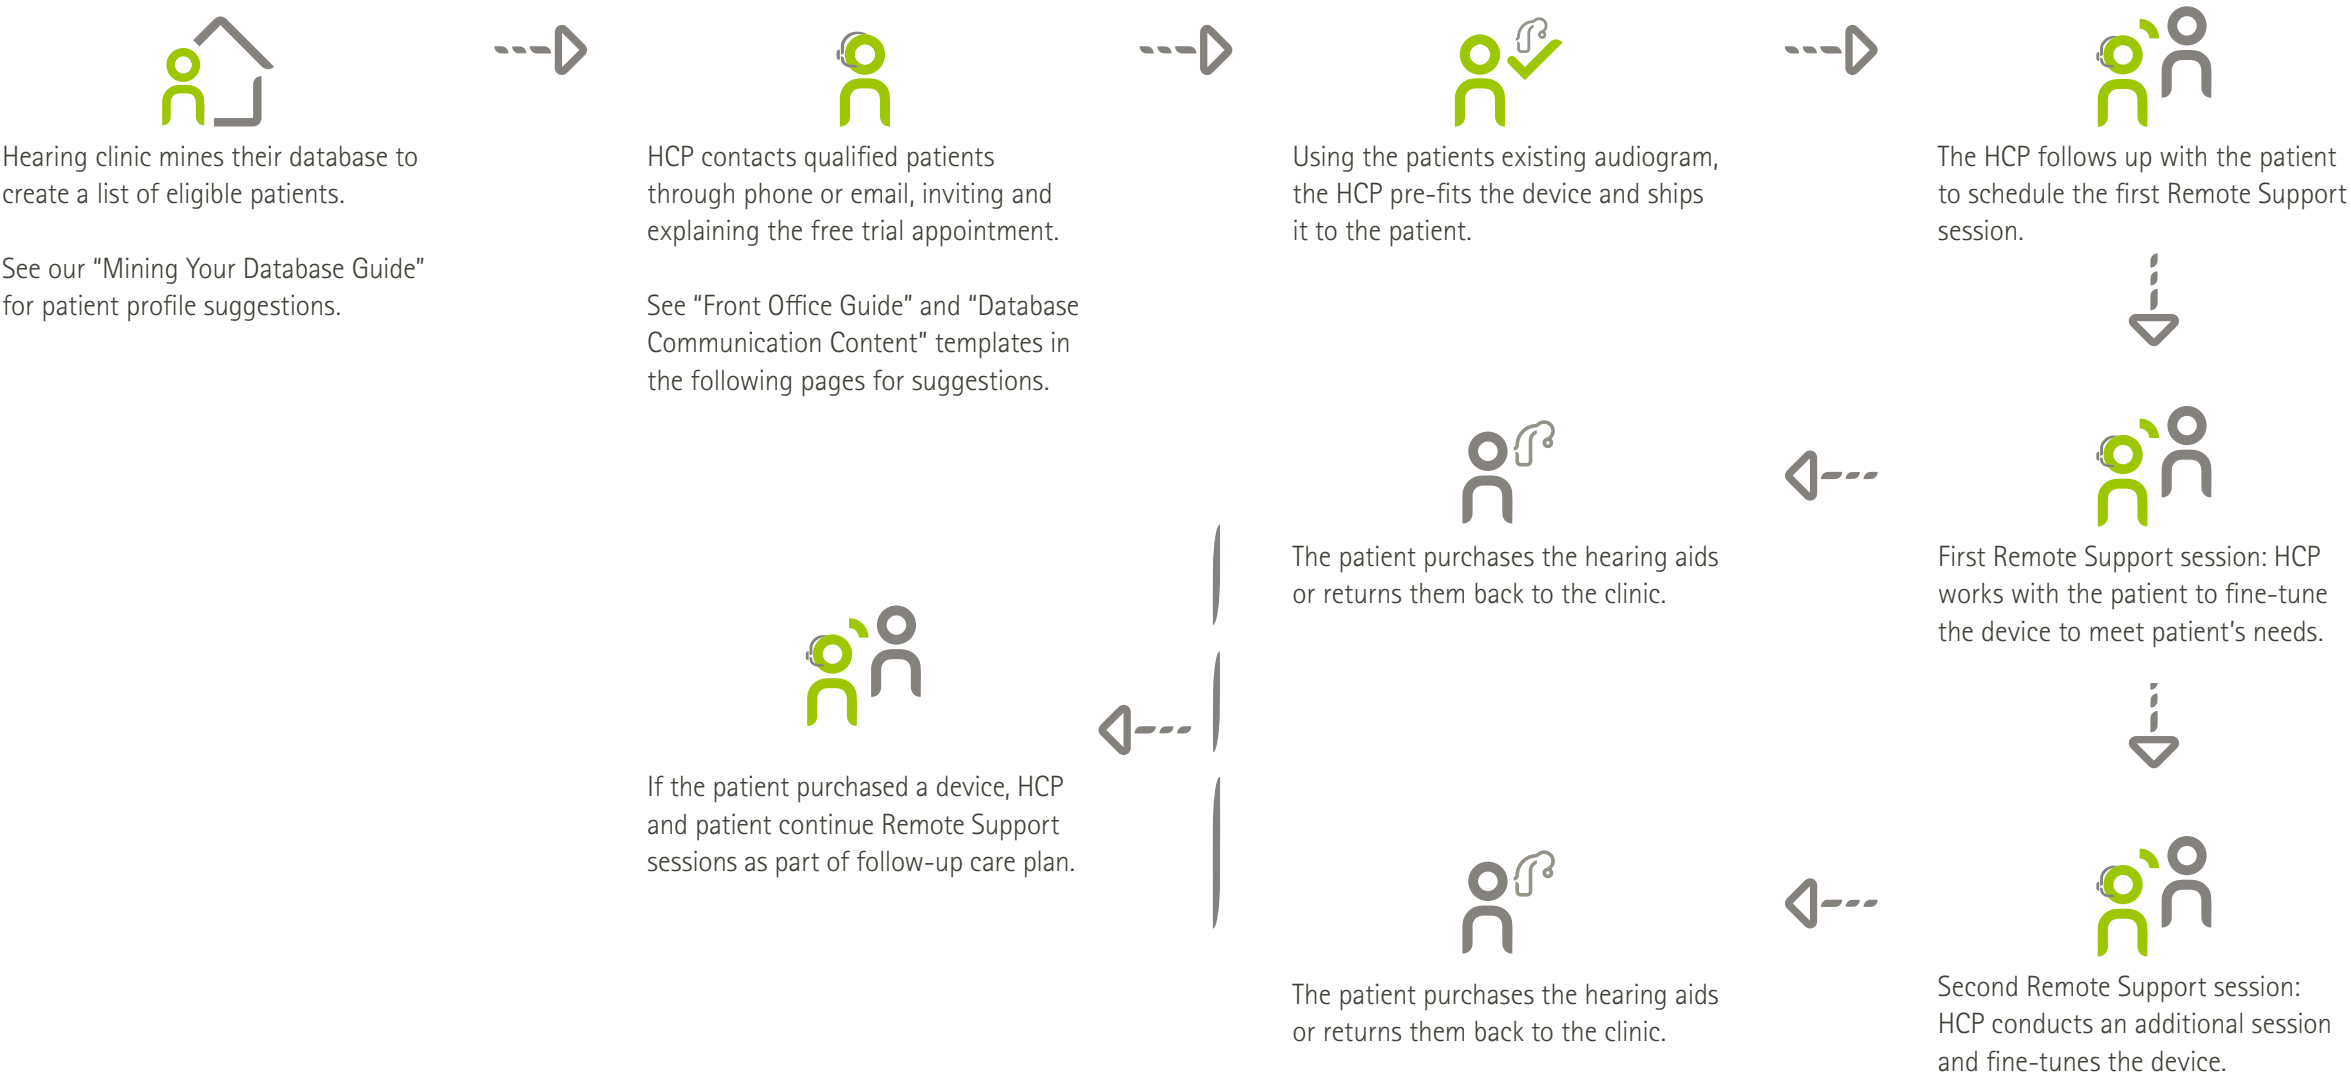 Hearing clinic mines their database to
create a list of eligible patients.
See our “Mining Your Database Guide”
for patient profile suggestions.
HCP contacts qualified patients
through phone or email, inviting and
explaining the free trial appointment.
See “Front Office Guide” and “Database
Communication Content” templates in
the following pages for suggestions.
Using the patients existing audiogram,
the HCP pre-fits the device and ships
it to the patient.
The HCP follows up with the patient
to schedule the first Remote Support
session.
First Remote Support session: HCP
works with the patient to fine-tune
the device to meet patient’s needs.
The patient purchases the hearing aids
or returns them back to the clinic.
Second Remote Support session:
HCP conducts an additional session
and fine-tunes the device.
The patient purchases the hearing aids
or returns them back to the clinic.
If the patient purchased a device, HCP
and patient continue Remote Support
sessions as part of follow-up care plan.